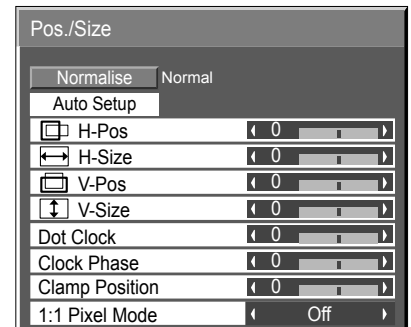 Pos./Size
Normalise Normal
Auto Setup
H-Pos 0
H-Size 0
V-Pos 0
V-Size 0
Dot Clock 0
Clock Phase 0
Clamp Position 0
1:1 Pixel Mode Off